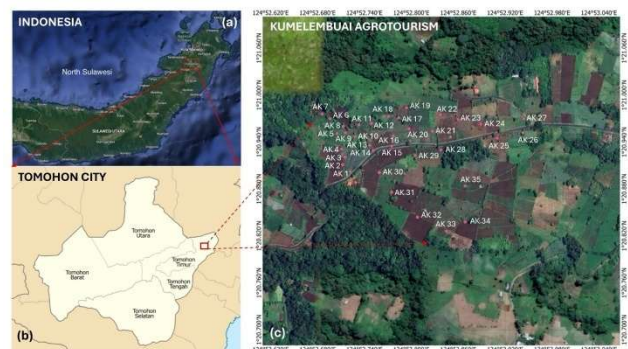 INDONESIA
(a)
North Sulawesi
TOMOHON CITY
Tomohon
Utara
Tomohon
Timur
Tomohon
Barat
Tomohon
Tengah
Tomohon
Selatan
(b)
KUMELEMBUAI AGROTOURISM
124°52.620'E
124°52.680'E
124°52.740'E
124°52.800'E
124°52.860'E
124°52.920'E
124°52.980'E
124°53.040'E
1°21.060'N
1°21.000'N
1°20.940'N
1°20.880'N
1°20.820'N
1°20.760'N
1°20.700'N
AK 7
AK 6
AK 11
AK 18
AK 19
AK 22
AK 8
AK 12
AK 17
AK 23
AK 24
AK 5
AK 9
AK 10
AK 16
AK 20
AK 21
AK 26
AK 4
AK 13
AK 25
AK 3
AK 14
AK 15
AK 29
AK 28
AK 2
AK 1
AK 30
AK 35
AK 31
AK 32
AK 33
AK 34
(c)